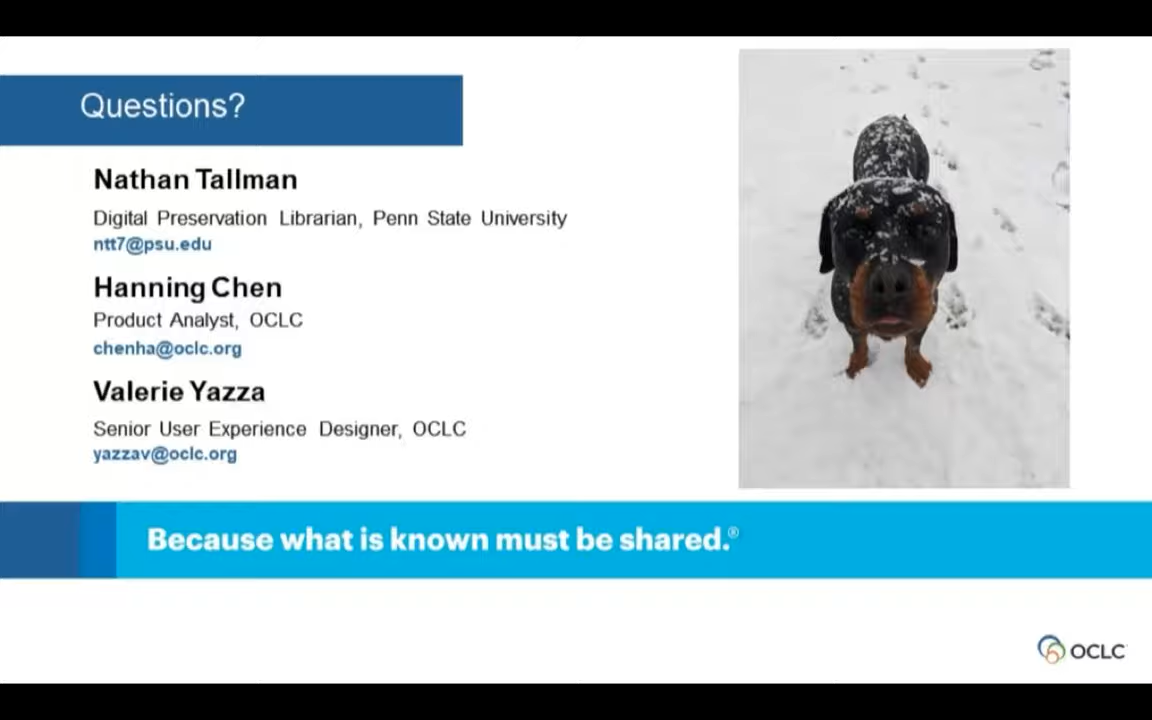 Questions?
Nathan Tallman
Digital Preservation Librarian, Penn State University
ntt7@psu.edu
Hanning Chen
Product Analyst, OCLC
chenha@oclc.org
Valerie Yazza
Senior User Experience Designer, OCLC
yazzav@oclc.org
Because what is known must be shared.®
OCLC